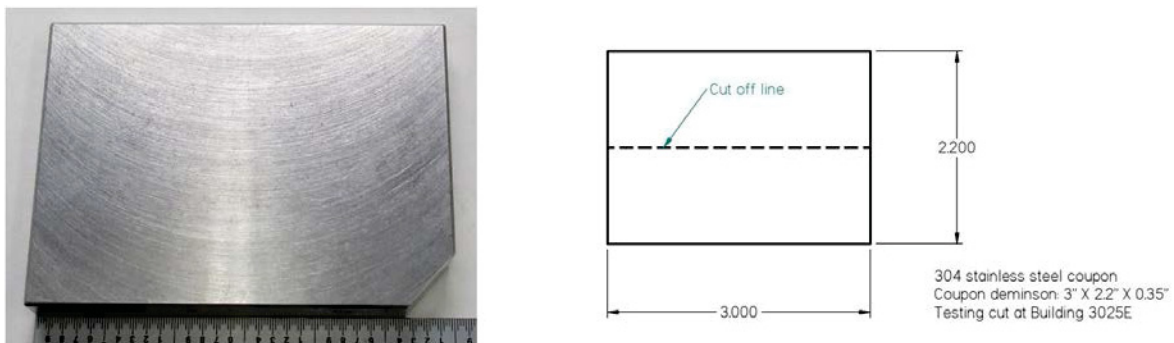 Cut off line
2.200
3.000
304 stainless steel coupon
Coupon deminson: 3" X 2.2" X 0.35"
Testing cut at Building 3025E